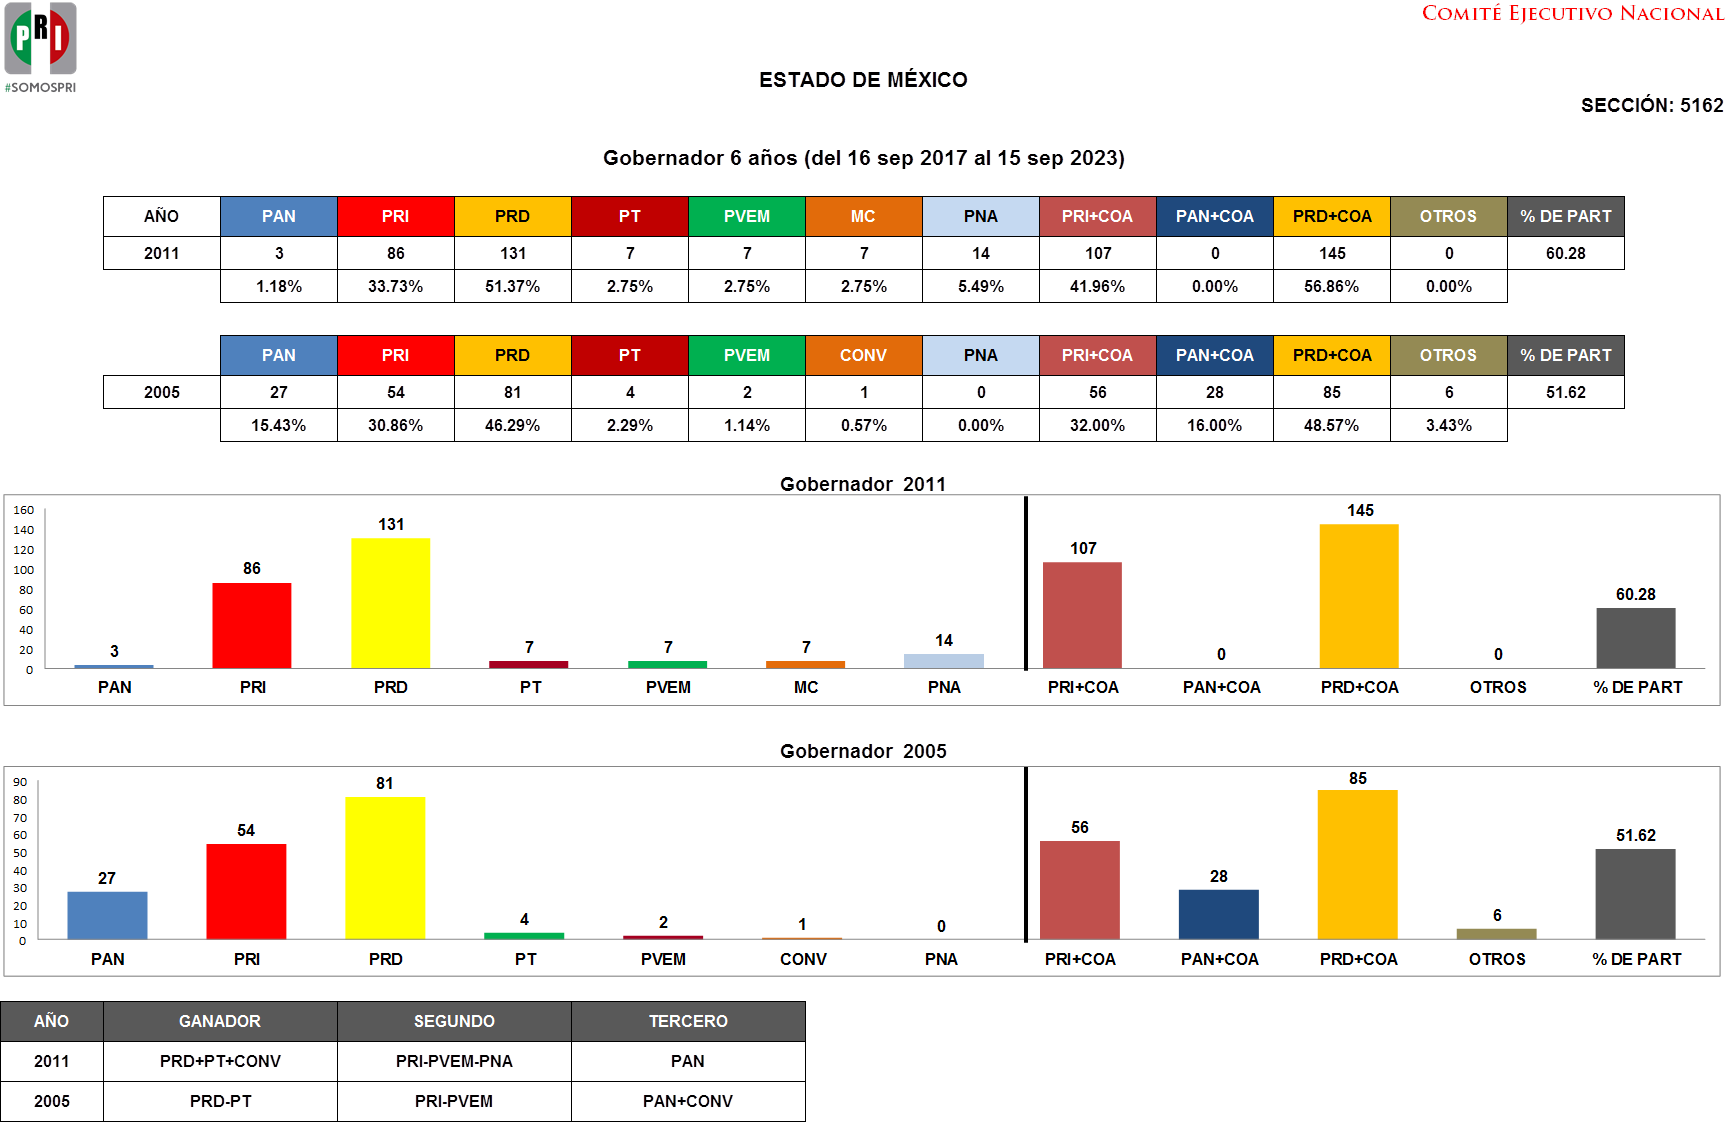 PRI
#SOMOSPRI
COMITÉ EJECUTIVO NACIONAL
ESTADO DE MÉXICO
SECCIÓN: 5162
Gobernador 6 años (del 16 sep 2017 al 15 sep 2023)
AÑO PAN PRI PRD PT PVEM MC PNA PRI+COA PAN+COA PRD+COA OTROS % DE PART
2011 3 86 131 7 7 7 14 107 0 145 0 60.28
1.18% 33.73% 51.37% 2.75% 2.75% 2.75% 5.49% 41.96% 0.00% 56.86% 0.00%
PAN PRI PRD PT PVEM CONV PNA PRI+COA PAN+COA PRD+COA OTROS % DE PART
2005 27 54 81 4 2 1 0 56 28 85 6 51.62
15.43% 30.86% 46.29% 2.29% 1.14% 0.57% 0.00% 32.00% 16.00% 48.57% 3.43%
Gobernador 2011
160
140
120
100
80
60
40
20
0
3 86 131 7 7 7 14 107 0 145 0 60.28
PAN PRI PRD PT PVEM MC PNA PRI+COA PAN+COA PRD+COA OTROS % DE PART
Gobernador 2005
90
80
70
60
50
40
30
20
10
0
27 54 81 4 2 1 0 56 28 85 6 51.62
PAN PRI PRD PT PVEM CONV PNA PRI+COA PAN+COA PRD+COA OTROS % DE PART
AÑO GANADOR SEGUNDO TERCERO
2011 PRD+PT+CONV PRI-PVEM-PNA PAN
2005 PRD-PT PRI-PVEM PAN+CONV